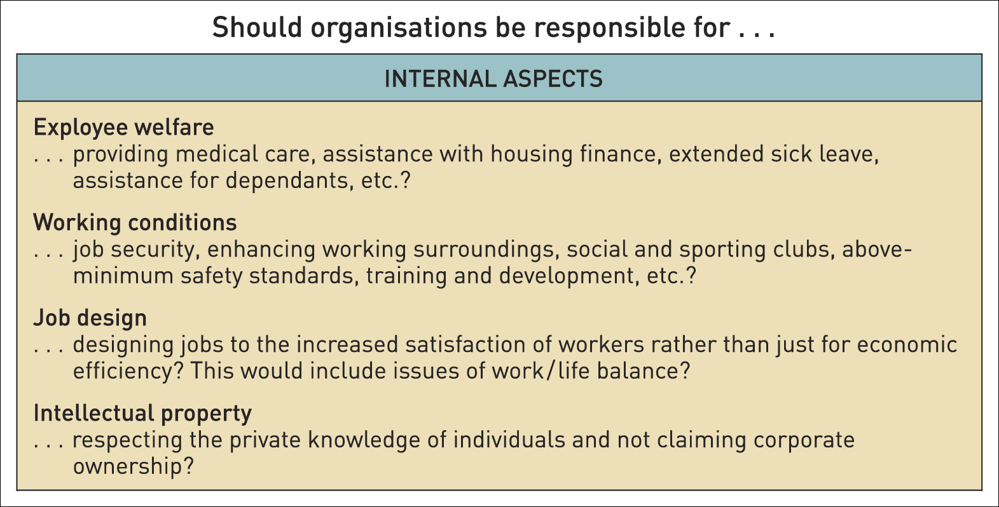 Should organisations be responsible for . . .
INTERNAL ASPECTS
Exployee welfare
. . . providing medical care, assistance with housing finance, extended sick leave,
assistance for dependants, etc.?
Working conditions
. . . job security, enhancing working surroundings, social and sporting clubs, above-
minimum safety standards, training and development, etc.?
Job design
. . . designing jobs to the increased satisfaction of workers rather than just for economic
efficiency? This would include issues of work/life balance?
Intellectual property
. . . respecting the private knowledge of individuals and not claiming corporate
ownership?